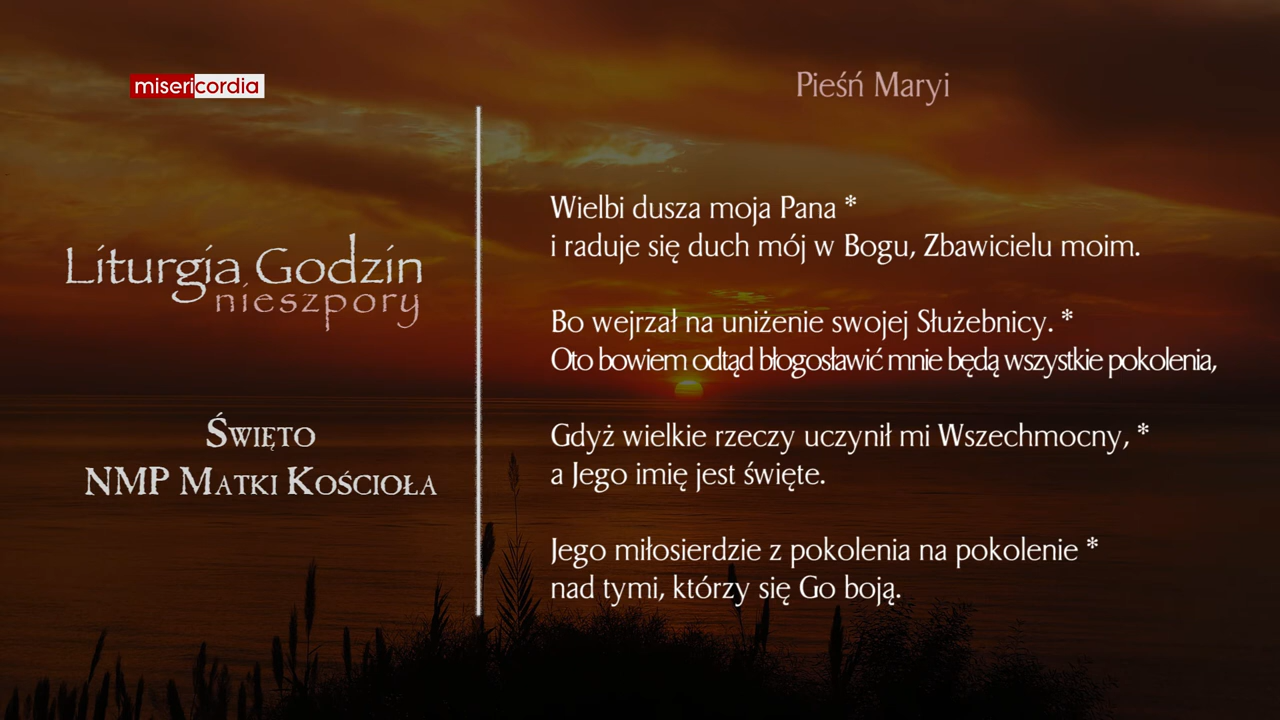 misericordia
Liturgia Godzin
nieszpory
Święto
NMP Matki Kościoła
Pieśń Maryi
Wielbi dusza moja Pana *
i raduje się duch mój w Bogu, Zbawicielu moim.
Bo wejrzał na uniżenie swojej Służebnicy. *
Oto bowiem odtąd błogosławić mnie będą wszystkie pokolenia,
Gdyż wielkie rzeczy uczynił mi Wszechmocny, *
a Jego imię jest święte.
Jego miłosierdzie z pokolenia na pokolenie *
nad tymi, którzy się Go boją.